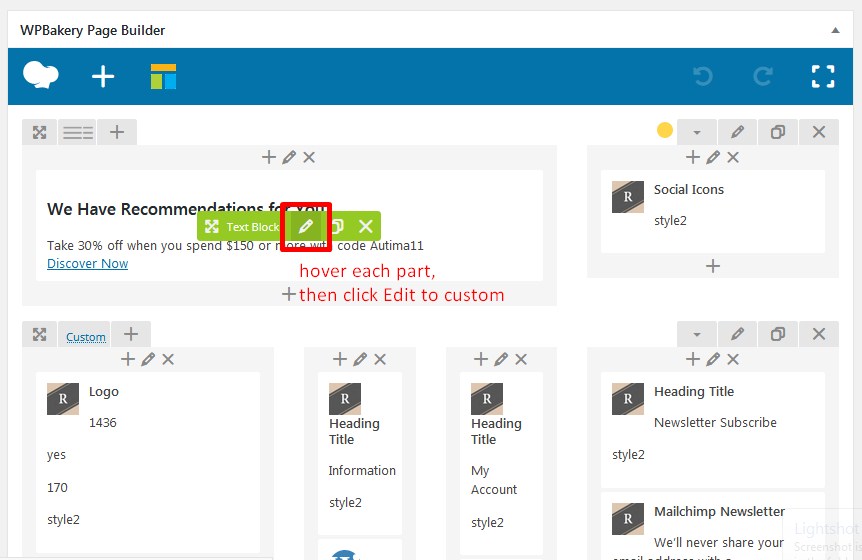 WPBakery Page Builder
We Have Recommendations for You
Text Block
Take 30% off when you spend $150 or more with code Autima11
Discover Now
hover each part,
then click Edit to custom
R
Social Icons
style2
Custom
R
Logo
1436
yes
170
style2
R
Heading
Title
Information
style2
R
Heading
Title
My
Account
style2
R
Heading Title
Newsletter Subscribe
style2
R
Mailchimp Newsletter
We'll never share your
Lightshot
Screenshot is